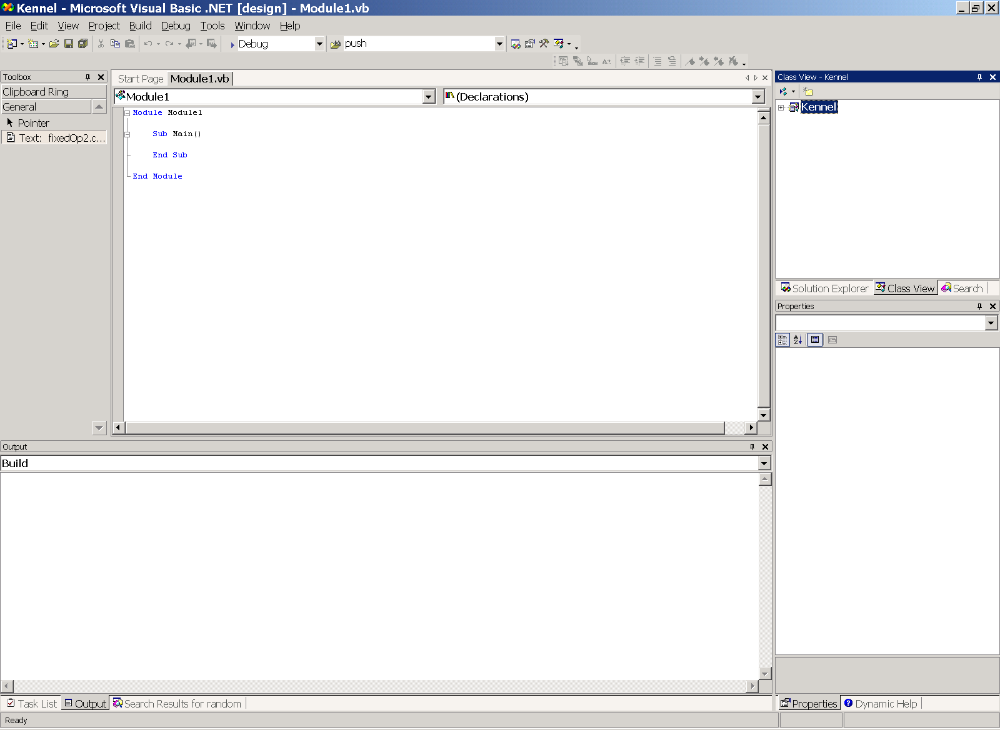 Kennel - Microsoft Visual Basic .NET [design] - Module1.vb
File Edit View Project Build Debug Tools Window Help
Debug push
Toolbox
Clipboard Ring
General
Pointer
Text: fixedOp2.c...
Start Page Module1.vb
Module1 (Declarations)
Module Module1
Sub Main()
End Sub
End Module
Class View - Kennel
Kennel
Solution Explorer Class View Search
Properties
Output
Build
Task List Output Search Results for random
Properties Dynamic Help
Ready